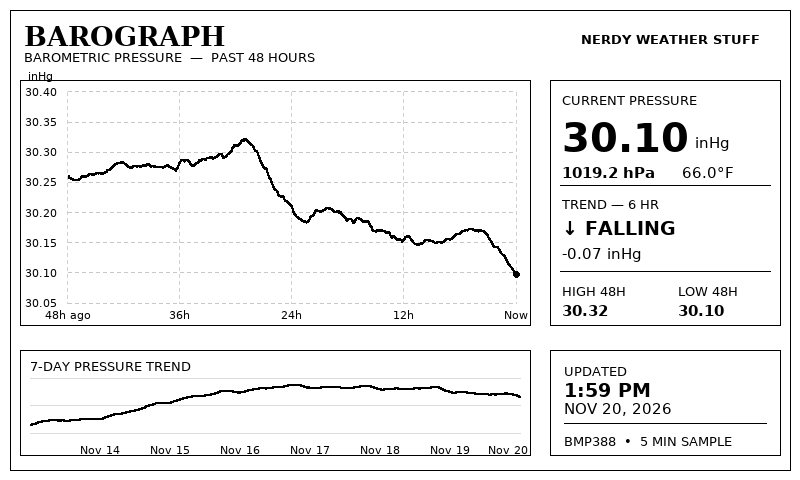 BAROGRAPH
BAROMETRIC PRESSURE — PAST 48 HOURS
NERDY WEATHER STUFF
inHg
30.40
30.35
30.30
30.25
30.20
30.15
30.10
30.05
48h ago 36h 24h 12h Now
CURRENT PRESSURE
30.10 inHg
1019.2 hPa 66.0°F
TREND — 6 HR
↓ FALLING
-0.07 inHg
HIGH 48H LOW 48H
30.32 30.10
7-DAY PRESSURE TREND
Nov 14 Nov 15 Nov 16 Nov 17 Nov 18 Nov 19 Nov 20
UPDATED
1:59 PM
NOV 20, 2026
BMP388 • 5 MIN SAMPLE